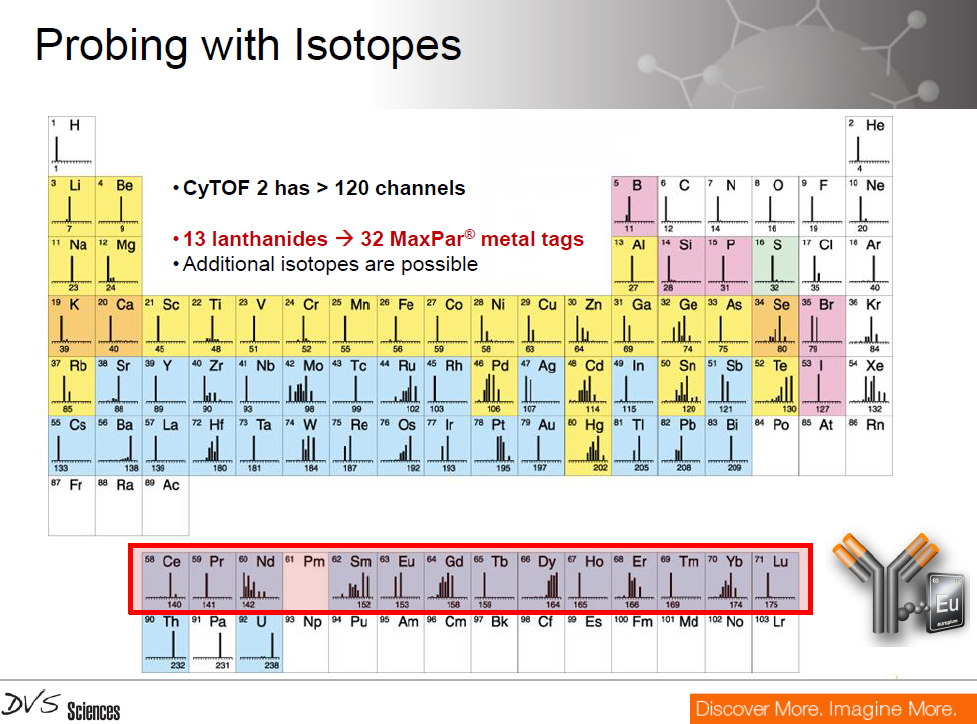 Probing with Isotopes
1 H 2 He
1 4
3 Li 4 Be 5 B 6 C 7 N 8 O 9 F 10 Ne
7 9 11 12 14 16 19 20
• CyTOF 2 has > 120 channels
11 Na 12 Mg 13 Al 14 Si 15 P 16 S 17 Cl 18 Ar
23 24 27 28 31 32 35 40
• 13 lanthanides → 32 MaxPar® metal tags
• Additional isotopes are possible
19 K 20 Ca 21 Sc 22 Ti 23 V 24 Cr 25 Mn 26 Fe 27 Co 28 Ni 29 Cu 30 Zn 31 Ga 32 Ge 33 As 34 Se 35 Br 36 Kr
39 40 45 48 51 52 55 56 59 58 63 64 69 74 75 80 79 84
37 Rb 38 Sr 39 Y 40 Zr 41 Nb 42 Mo 43 Tc 44 Ru 45 Rh 46 Pd 47 Ag 48 Cd 49 In 50 Sn 51 Sb 52 Te 53 I 54 Xe
85 88 89 90 93 98 99 102 103 106 107 114 115 120 121 130 127 132
55 Cs 56 Ba 57 La 72 Hf 73 Ta 74 W 75 Re 76 Os 77 Ir 78 Pt 79 Au 80 Hg 81 Tl 82 Pb 83 Bi 84 Po 85 At 86 Rn
133 138 139 180 181 184 187 192 193 195 197 202 205 208 209
87 Fr 88 Ra 89 Ac
58 Ce 59 Pr 60 Nd 61 Pm 62 Sm 63 Eu 64 Gd 65 Tb 66 Dy 67 Ho 68 Er 69 Tm 70 Yb 71 Lu
140 141 142 152 153 158 159 164 165 166 169 174 175
90 Th 91 Pa 92 U 93 Np 94 Pu 95 Am 96 Cm 97 Bk 98 Cf 99 Es 100 Fm 101 Md 102 No 103 Lr
232 231 238
Eu
europium
DVS Sciences
Discover More. Imagine More.